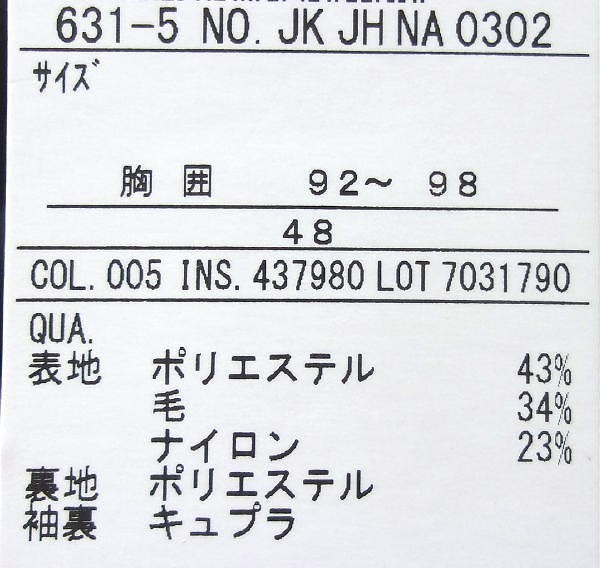 631-5 NO. JK JH NA 0302
サイズ
胸 囲 92～ 98
48
COL. 005 INS. 437980 LOT 7031790
QUA.
表地 ポリエステル 43%
毛 34%
ナイロン 23%
裏地 ポリエステル
袖裏 キュプラ